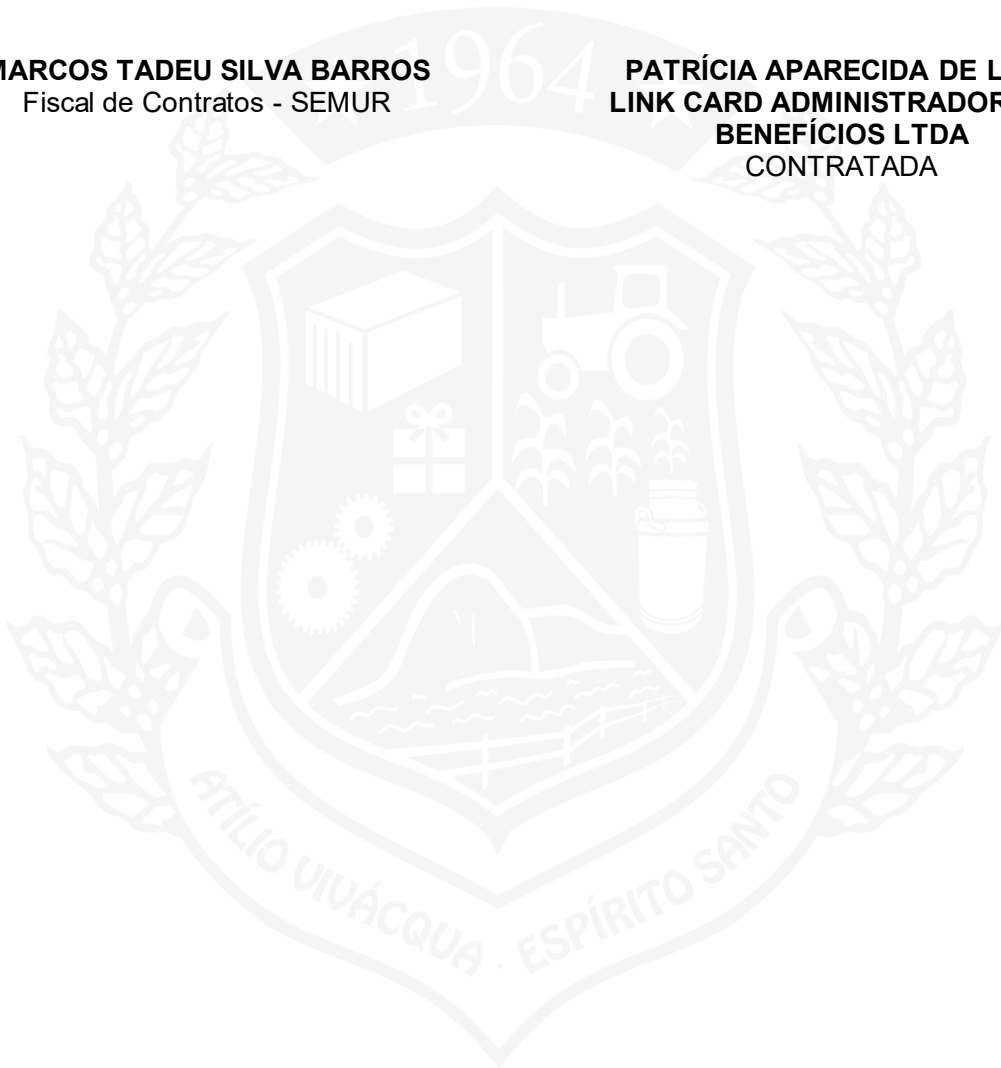 MARCOS TADEU SILVA BARROS
Fiscal de Contratos - SEMUR
PATRÍCIA APARECIDA DE
LINK CARD
BENEFÍCIOS LTDA
CONTRATADA
1964
ATÍLIO VIVÁCQUA - ESPÍRITO SANTO